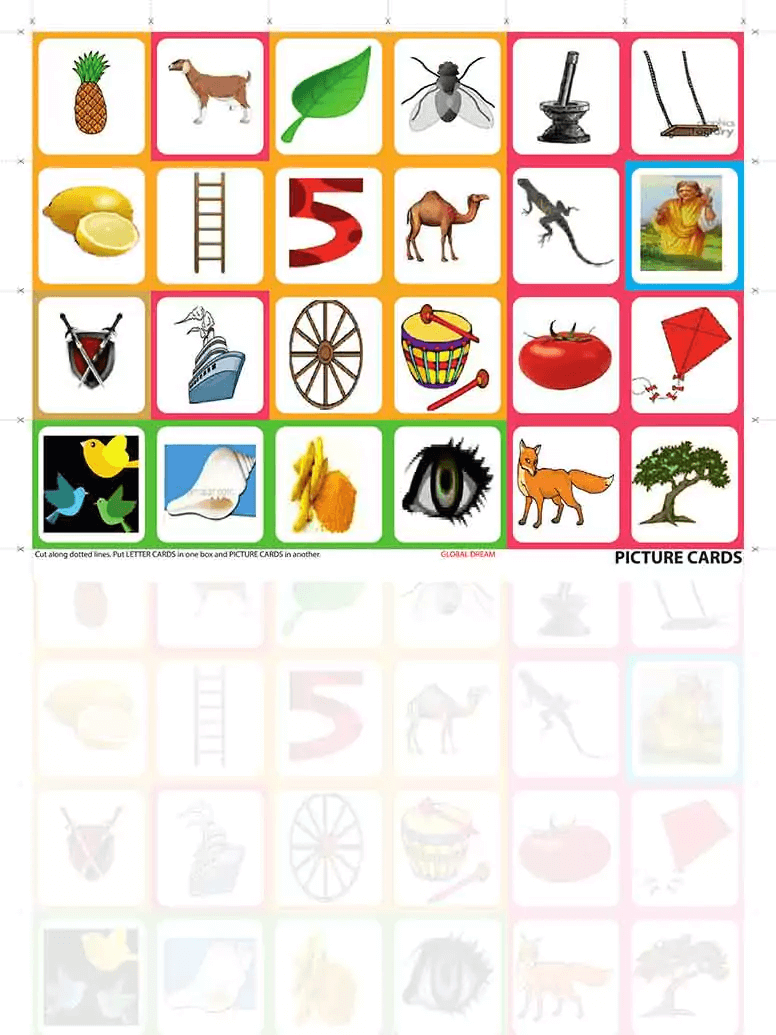 5
Cut along dotted lines. Put LETTER CARDS in one box and PICTURE CARDS in another.
GLOBAL DREAM
PICTURE CARDS